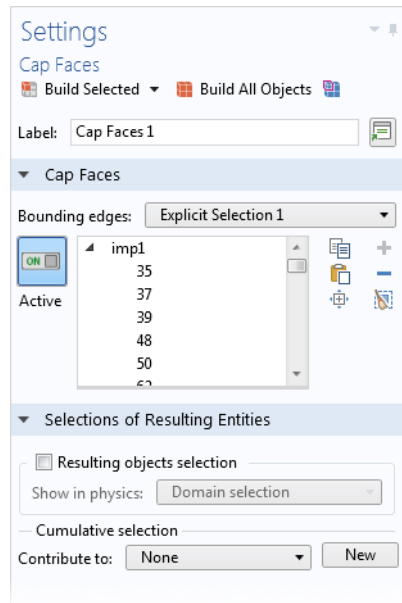 Settings
Cap Faces
Build Selected Build All Objects
Label: Cap Faces 1
Cap Faces
Bounding edges: Explicit Selection 1
ON
Active
imp1
35
37
39
48
50
Selections of Resulting Entities
Resulting objects selection
Show in physics: Domain selection
Cumulative selection
Contribute to: None New